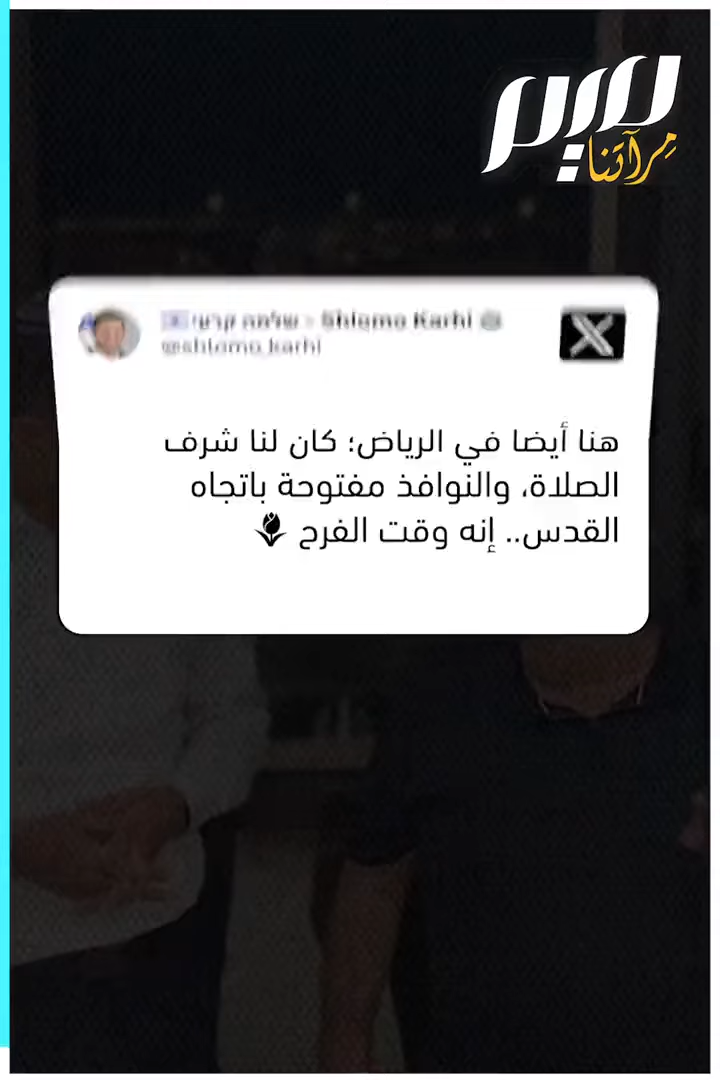 مرآتنا
שלמה קרעי - Shlomo Karhi
@shlomo_karhi
هنا أيضا في الرياض؛ كان لنا شرف
الصلاة، والنوافذ مفتوحة باتجاه
القدس.. إنه وقت الفرح